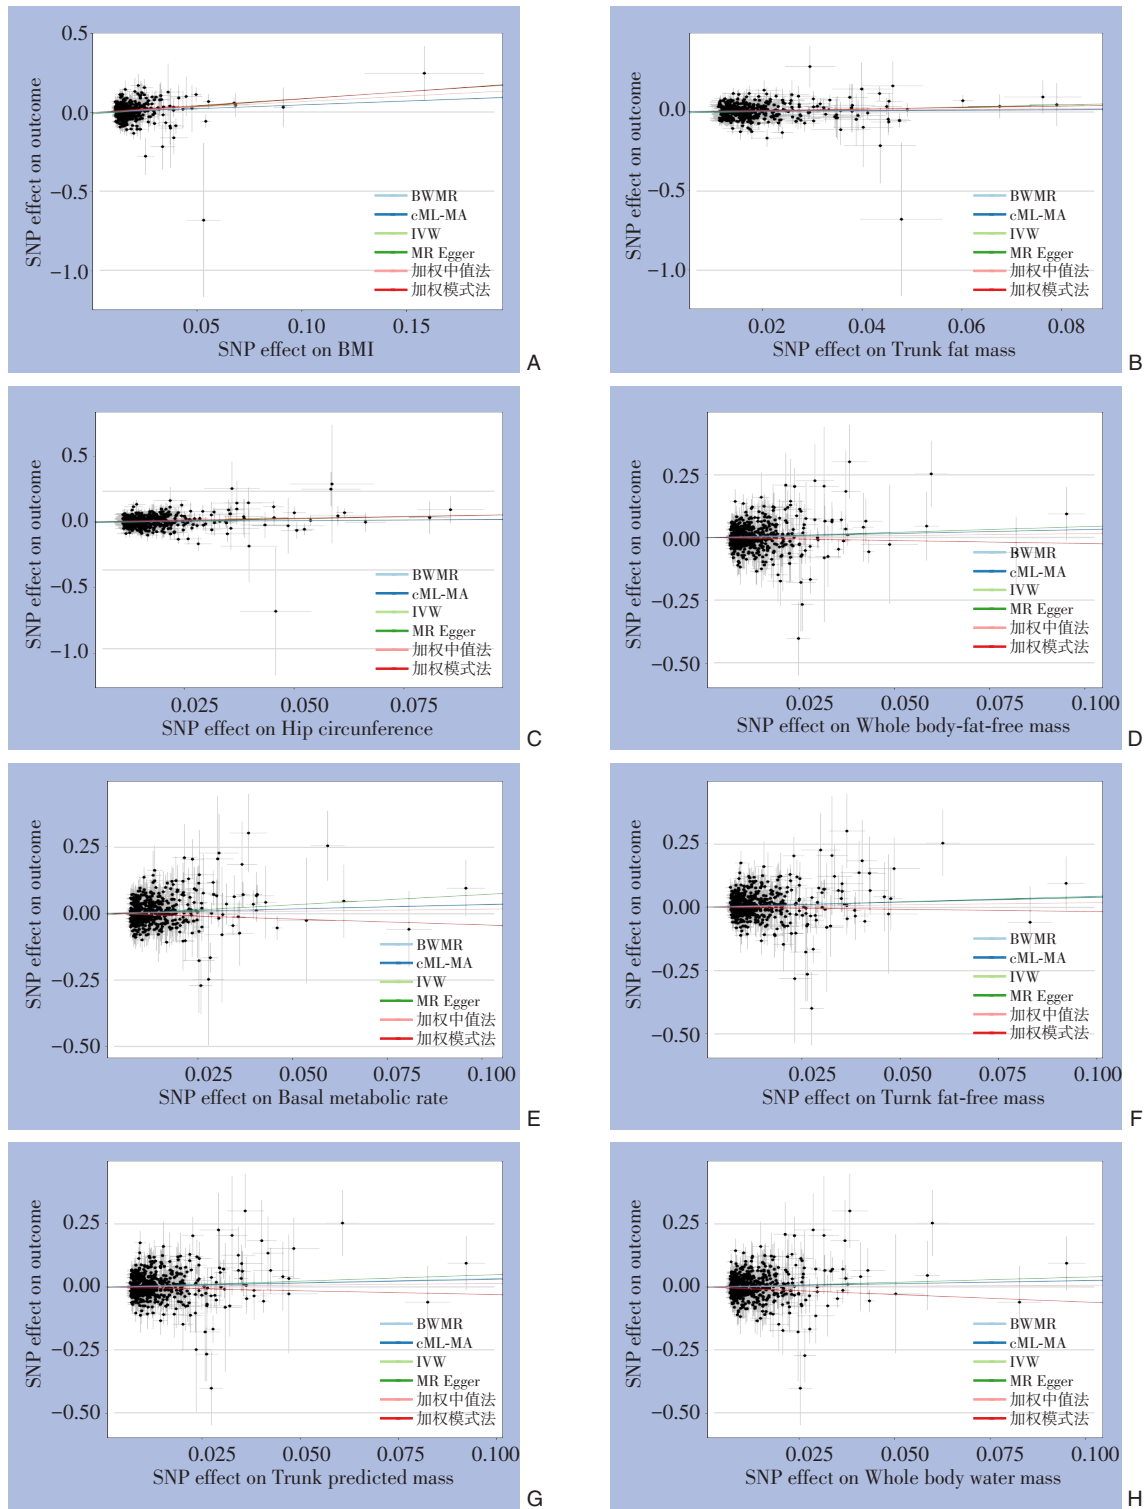 0.5
0.0
−0.5
−1.0
SNP effect on outcome
BWMR
cML-MA
IVW
MR Egger
加权中值法
加权模式法
0.05 0.10 0.15
SNP effect on BMI
A
0.5
0.0
−0.5
−1.0
SNP effect on outcome
BWMR
cML-MA
IVW
MR Egger
加权中值法
加权模式法
0.02 0.04 0.06 0.08
SNP effect on Trunk fat mass
B
0.5
0.0
−0.5
−1.0
SNP effect on outcome
BWMR
cML-MA
IVW
MR Egger
加权中值法
加权模式法
0.025 0.050 0.075
SNP effect on Hip circunference
C
0.25
0.00
−0.25
−0.50
SNP effect on outcome
BWMR
cML-MA
IVW
MR Egger
加权中值法
加权模式法
0.025 0.050 0.075 0.100
SNP effect on Whole body-fat-free mass
D
0.25
0.00
−0.25
−0.50
SNP effect on outcome
BWMR
cML-MA
IVW
MR Egger
加权中值法
加权模式法
0.025 0.050 0.075 0.100
SNP effect on Basal metabolic rate
E
0.25
0.00
−0.25
−0.50
SNP effect on outcome
BWMR
cML-MA
IVW
MR Egger
加权中值法
加权模式法
0.025 0.050 0.075 0.100
SNP effect on Turnk fat-free mass
F
0.25
0.00
−0.25
−0.50
SNP effect on outcome
BWMR
cML-MA
IVW
MR Egger
加权中值法
加权模式法
0.025 0.050 0.075 0.100
SNP effect on Trunk predicted mass
G
0.25
0.00
−0.25
−0.50
SNP effect on outcome
BWMR
cML-MA
IVW
MR Egger
加权中值法
加权模式法
0.025 0.050 0.075 0.100
SNP effect on Whole body water mass
H